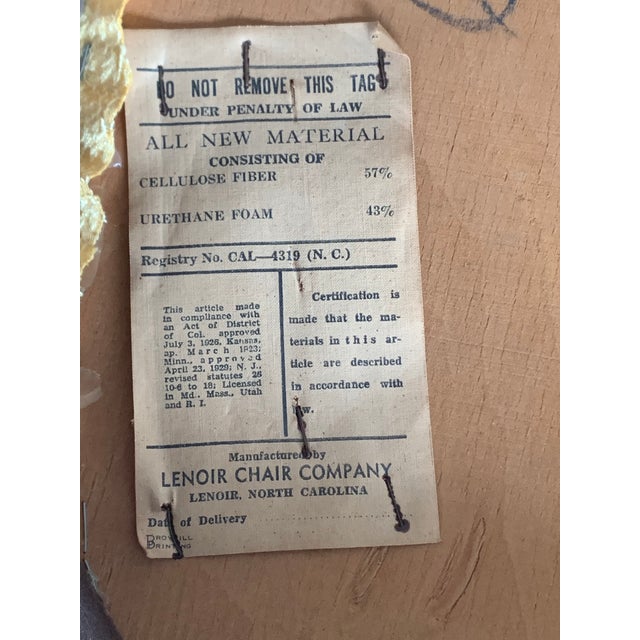 DO NOT REMOVE THIS TAG
UNDER PENALTY OF LAW
ALL NEW MATERIAL
CONSISTING OF
CELLULOSE FIBER 57%
URETHANE FOAM 43%
Registry No. CAL—4319 (N. C.)
This article made
in compliance with
an Act of District
of Col. approved
July 3, 1926, Kansas,
ap. March 1923;
Minn., approved
April 23, 1929; N. J.,
revised statutes 26
10-6 to 18; Licensed
in Md., Mass., Utah
and R. I.
Certification is
made that the ma-
terials in this ar-
ticle are described
in accordance with
law.
Manufactured by
LENOIR CHAIR COMPANY
LENOIR, NORTH CAROLINA
Date of Delivery
BROYHILL
PRINTING